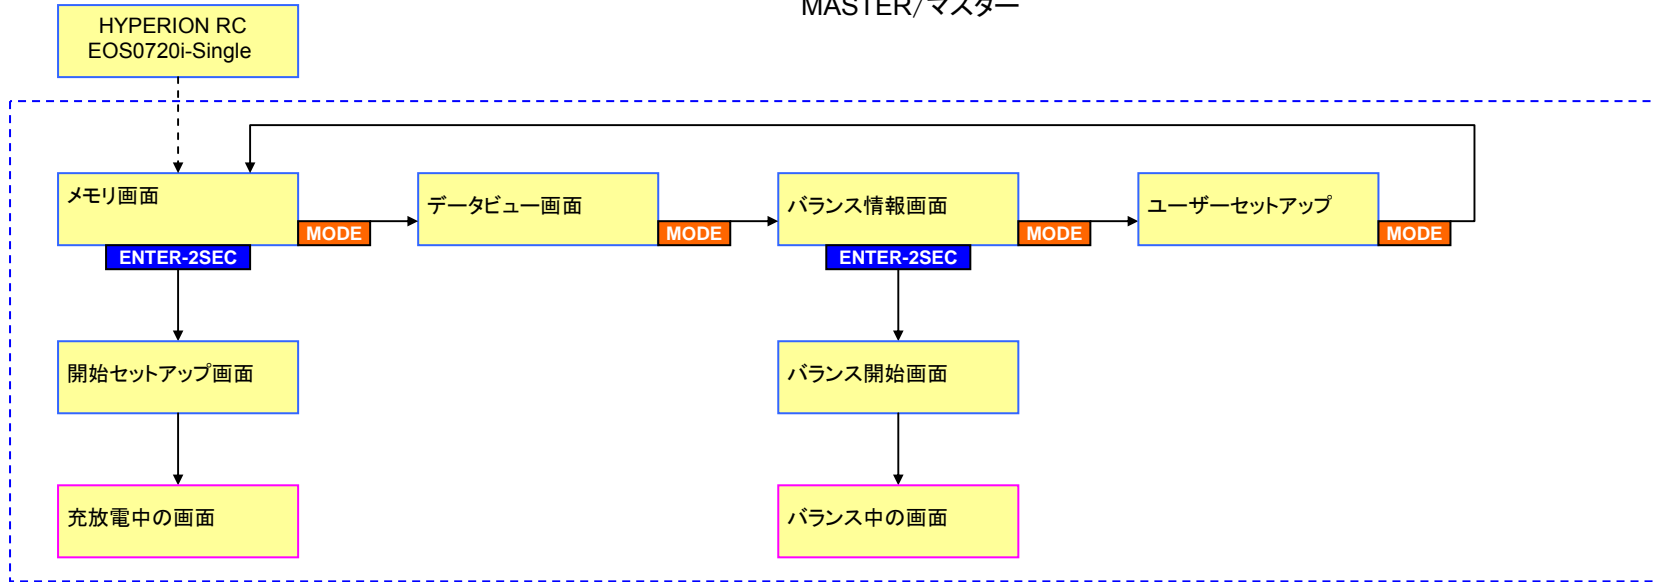 MASTER/マスター
HYPERION RC
EOS0720i-Single
メモリ画面
MODE
データビュー画面
MODE
バランス情報画面
MODE
ユーザーセットアップ
MODE
ENTER-2SEC
ENTER-2SEC
開始セットアップ画面
バランス開始画面
充放電中の画面
バランス中の画面